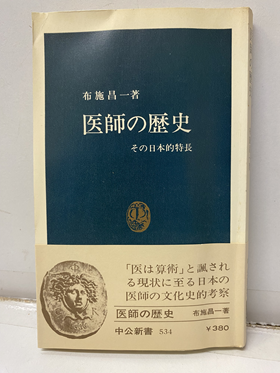 布施昌一著
医師の歴史
その日本的特長
「医は算術」と諷され
る現状に至る日本の
医師の文化史的考察
医師の歴史 布施昌一著
中公新書 534 ¥380